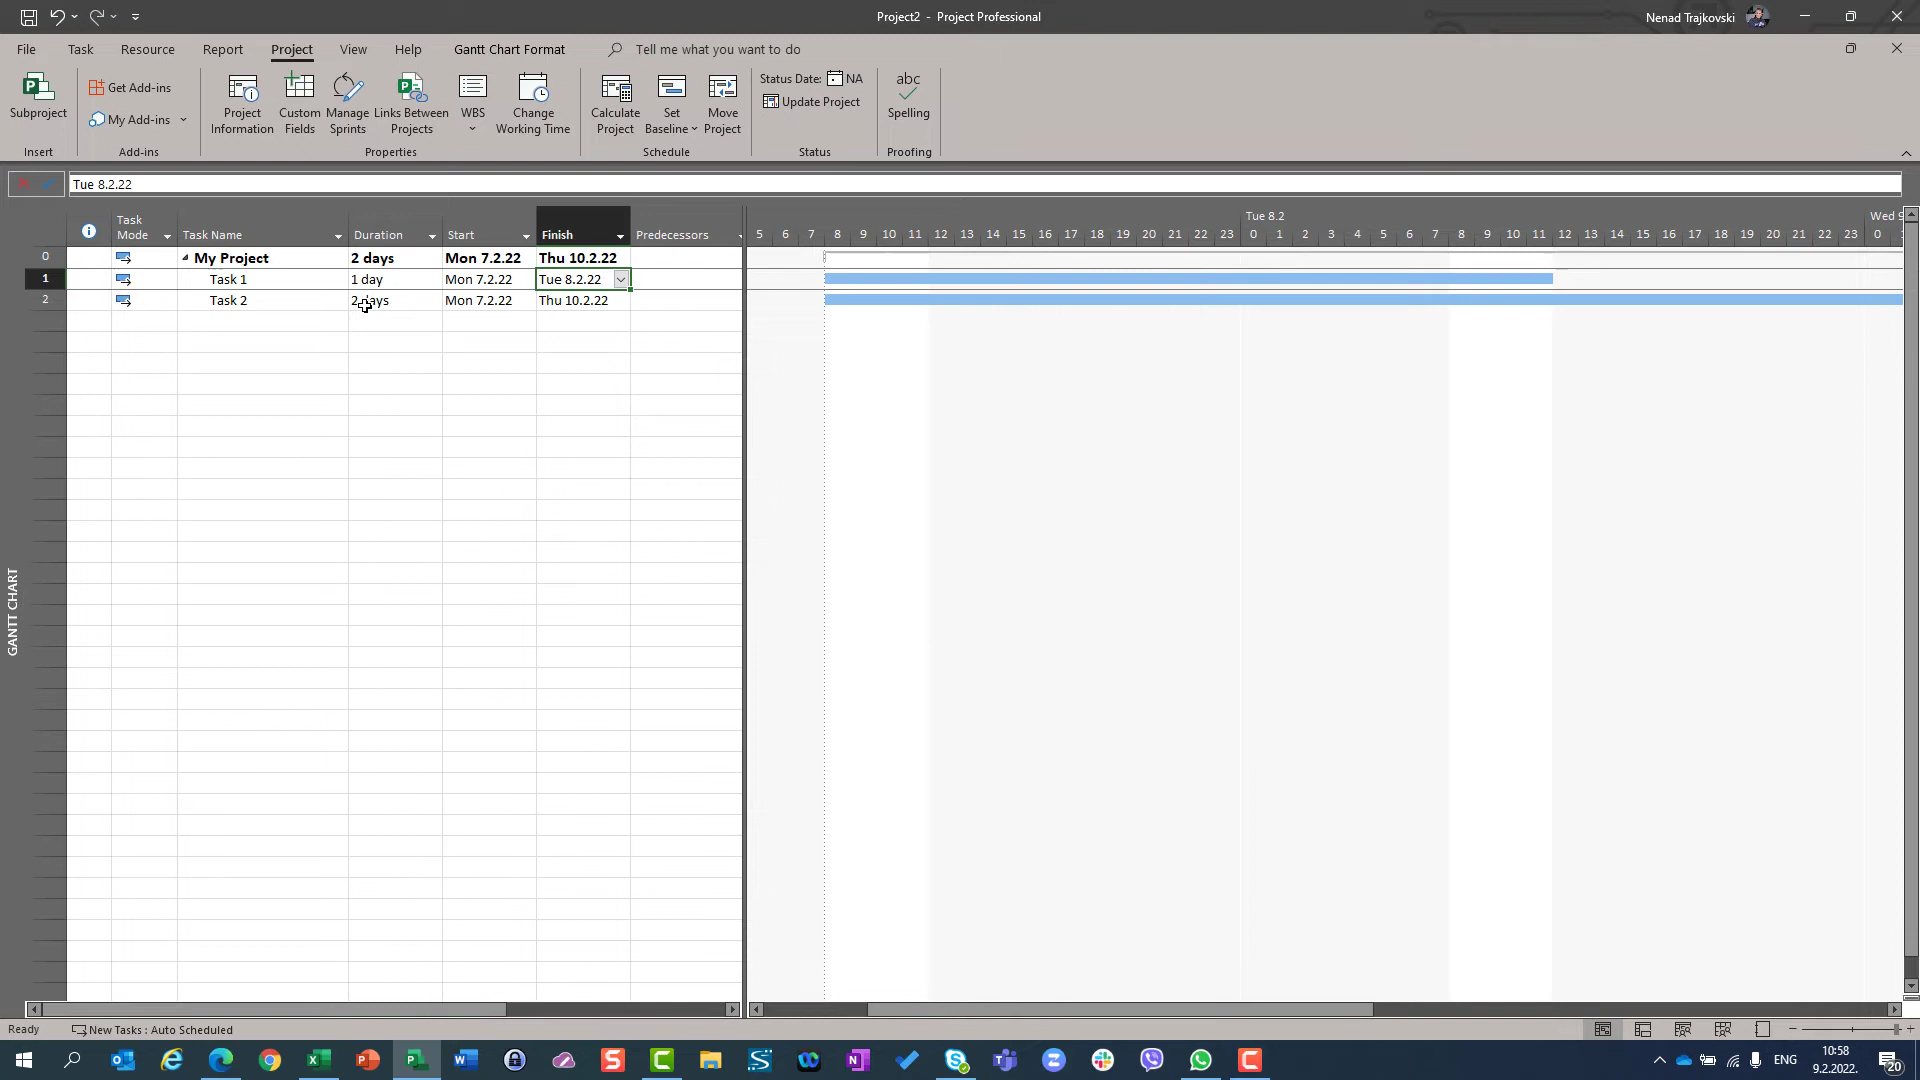 Project2 - Project Professional
Nenad Trajkovski
File Task Resource Report Project View Help Gantt Chart Format Tell me what you want to do
Subproject
Get Add-ins
My Add-ins
Project Information
Custom Fields
Manage Sprints
Links Between Projects
WBS
Change Working Time
Calculate Project
Set Baseline
Move Project
Status Date: NA
Update Project
abc
Spelling
Insert Add-ins Properties Schedule Status Proofing
Tue 8.2.22
Task Mode Task Name Duration Start Finish Predecessors
Tue 8.2 Wed 9
5 6 7 8 9 10 11 12 13 14 15 16 17 18 19 20 21 22 23 0 1 2 3 4 5 6 7 8 9 10 11 12 13 14 15 16 17 18 19 20 21 22 23 0
0 My Project 2 days Mon 7.2.22 Thu 10.2.22
1 Task 1 1 day Mon 7.2.22 Tue 8.2.22
2 Task 2 2 days Mon 7.2.22 Thu 10.2.22
GANTT CHART
Ready New Tasks : Auto Scheduled
ENG
10:58
9.2.2022.
20